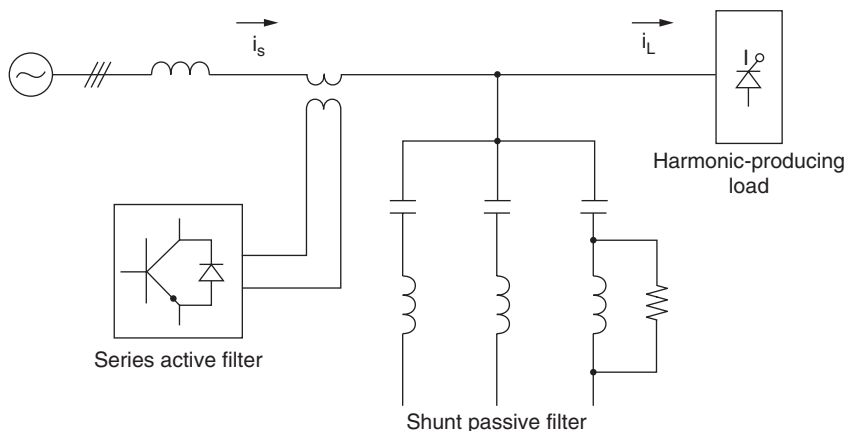 i_s
i_L
Harmonic-producing
load
Series active filter
Shunt passive filter